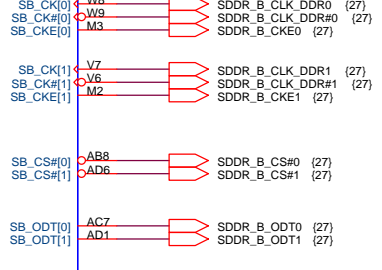 SB_CK[0] W8 SDDR_B_CLK_DDR0 {27}
SB_CK#[0] W9 SDDR_B_CLK_DDR#0 {27}
SB_CKE[0] M3 SDDR_B_CKE0 {27}
SB_CK[1] V7 SDDR_B_CLK_DDR1 {27}
SB_CK#[1] V6 SDDR_B_CLK_DDR#1 {27}
SB_CKE[1] M2 SDDR_B_CKE1 {27}
SB_CS#[0] AB8 SDDR_B_CS#0 {27}
SB_CS#[1] AD6 SDDR_B_CS#1 {27}
SB_ODT[0] AC7 SDDR_B_ODT0 {27}
SB_ODT[1] AD1 SDDR_B_ODT1 {27}